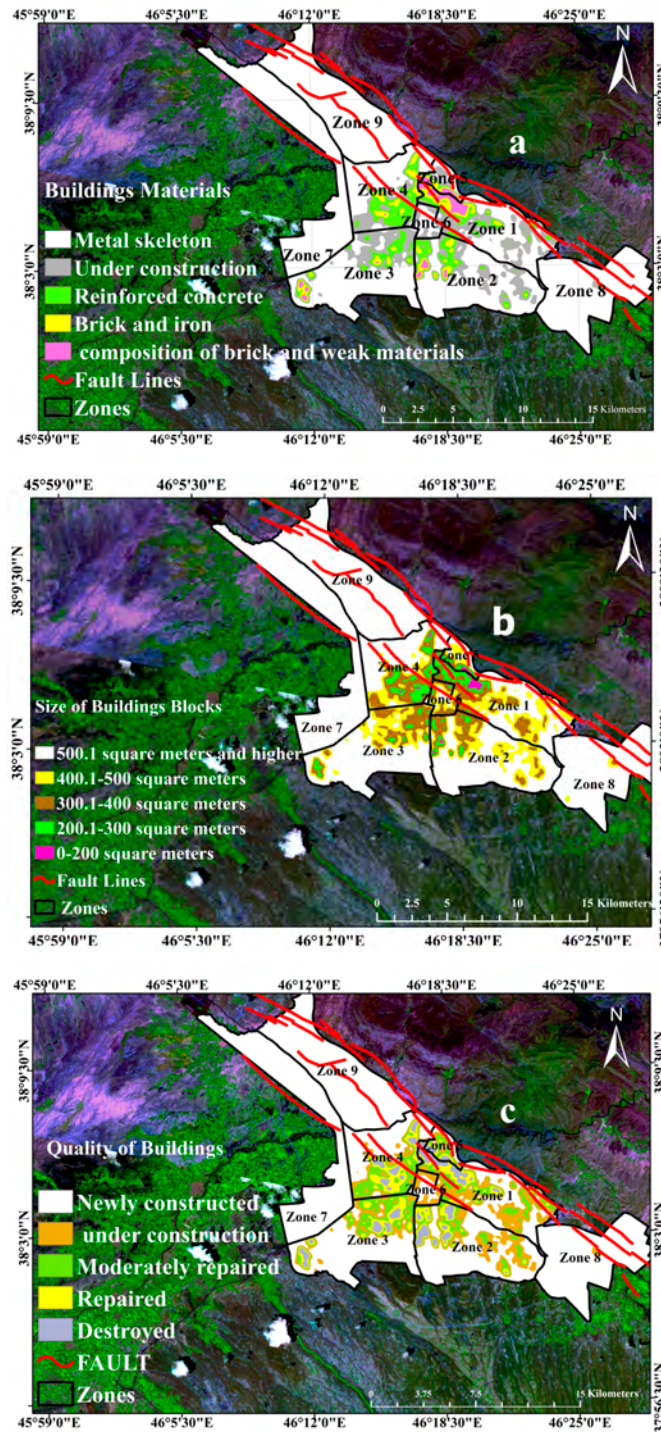 45°59'0"E 46°5'30"E 46°12'0"E 46°18'30"E 46°25'0"E
N
38°9'30"N
Zone 9
a
Zone 5
Zone 4
Buildings Materials
Zone 6
Zone 1
Metal skeleton
Zone 7
38°3'0"N
Under construction
Zone 3
Zone 2
Zone 8
Reinforced concrete
Brick and iron
composition of brick and weak materials
Fault Lines
Zones
0 2.5 5 10 15 Kilometers
45°59'0"E 46°5'30"E 46°12'0"E 46°18'30"E 46°25'0"E
45°59'0"E 46°5'30"E 46°12'0"E 46°18'30"E 46°25'0"E
N
38°9'30"N
Zone 9
b
Zone 4
Size of Buildings Blocks
Zone 1
Zone 7
38°3'0"N
500.1 square meters and higher
Zone 3
Zone 2
400.1-500 square meters
Zone 8
300.1-400 square meters
200.1-300 square meters
0-200 square meters
Fault Lines
Zones
0 2.5 5 10 15 Kilometers
45°59'0"E 46°5'30"E 46°12'0"E 46°18'30"E 46°25'0"E
45°59'0"E 46°5'30"E 46°12'0"E 46°18'30"E 46°25'0"E
N
38°9'30"N 38°9'30"N
Zone 9
c
Quality of Buildings
Zone 4
Zone 1
Newly constructed
Zone 7
38°3'0"N 38°3'0"N
under construction
Zone 3
Zone 2
Zone 8
Moderately repaired
Repaired
Destroyed
FAULT
Zones
0 3.75 7.5 15 Kilometers
37°56'30"N
45°59'0"E 46°5'30"E 46°12'0"E 46°18'30"E 46°25'0"E